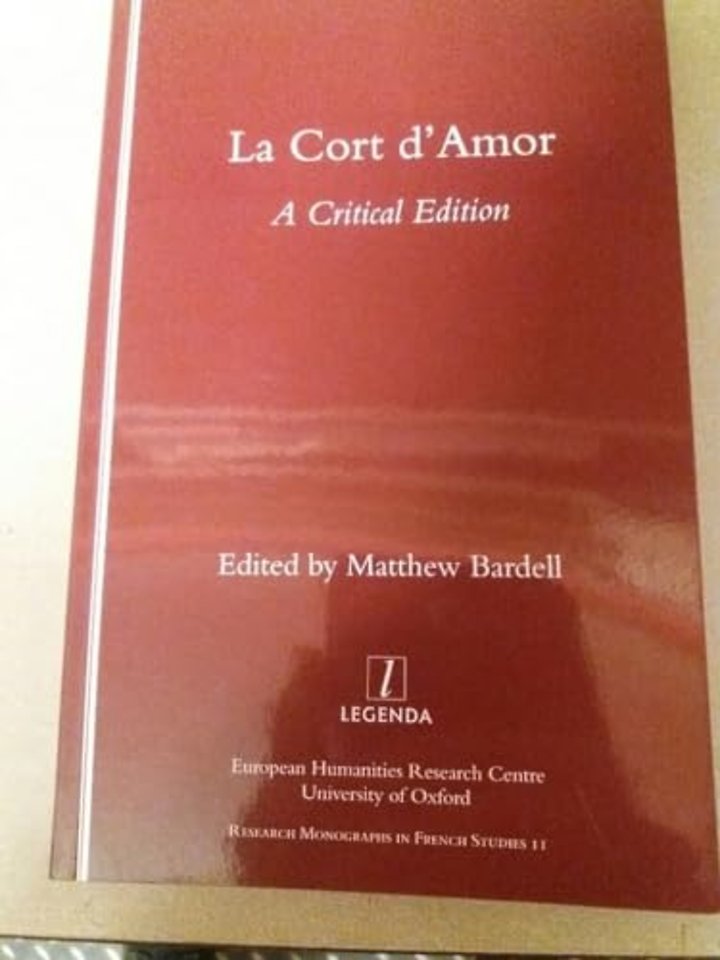 La Cort d'Amor
A Critical Edition
Edited by Matthew Bardell
l
LEGENDA
European Humanities Research Centre
University of Oxford
Research Monographs in French Studies 11